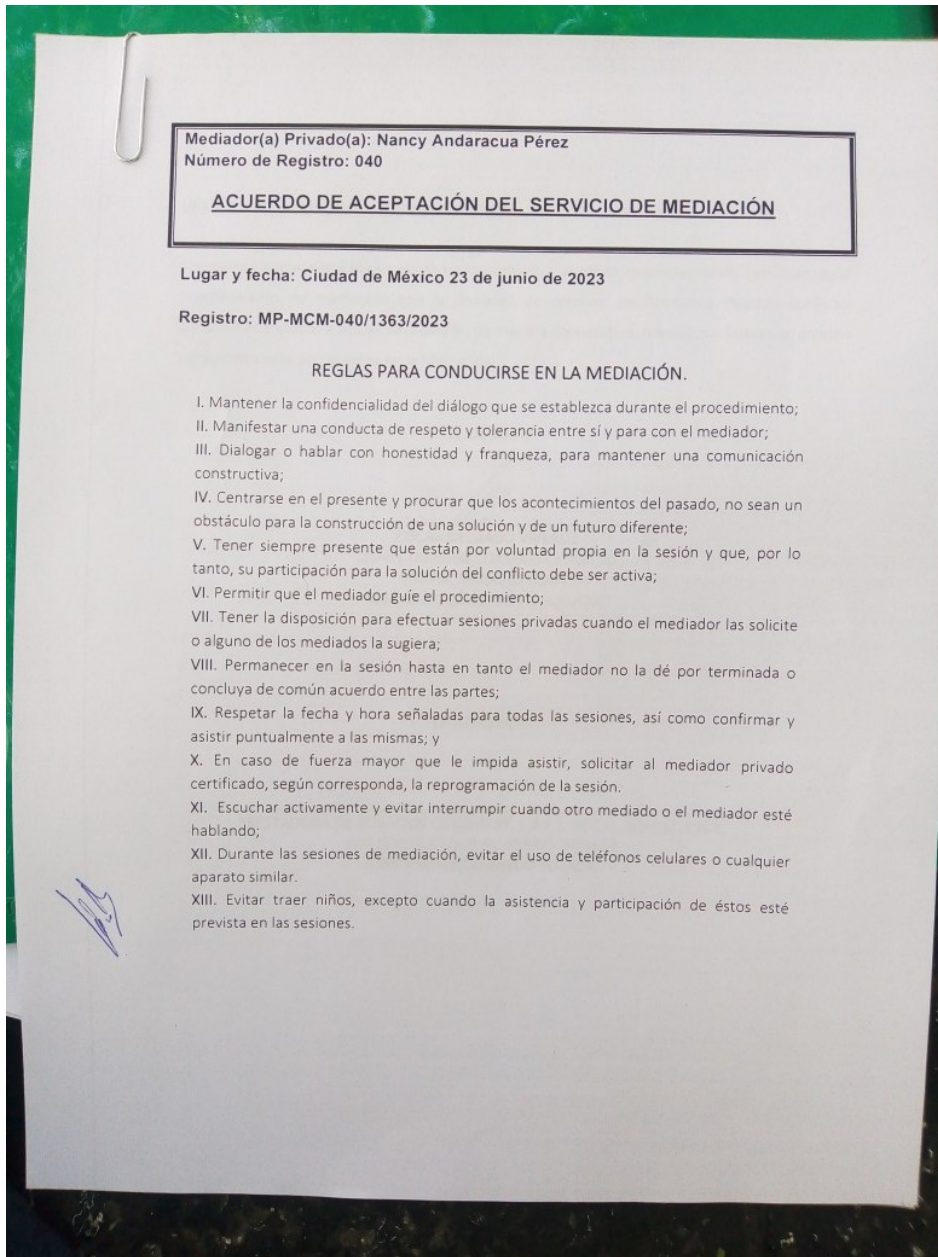 Mediador(a) Privado(a): Nancy Andaracua Pérez
Número de Registro: 040
ACUERDO DE ACEPTACIÓN DEL SERVICIO DE MEDIACIÓN
Lugar y fecha: Ciudad de México 23 de junio de 2023
Registro: MP-MCM-040/1363/2023
REGLAS PARA CONDUCIRSE EN LA MEDIACIÓN.
I. Mantener la confidencialidad del diálogo que se establezca durante el procedimiento;
II. Manifestar una conducta de respeto y tolerancia entre sí y para con el mediador;
III. Dialogar o hablar con honestidad y franqueza, para mantener una comunicación
constructiva;
IV. Centrarse en el presente y procurar que los acontecimientos del pasado, no sean un
obstáculo para la construcción de una solución y de un futuro diferente;
V. Tener siempre presente que están por voluntad propia en la sesión y que, por lo
tanto, su participación para la solución del conflicto debe ser activa;
VI. Permitir que el mediador guíe el procedimiento;
VII. Tener la disposición para efectuar sesiones privadas cuando el mediador las solicite
o alguno de los mediados la sugiera;
VIII. Permanecer en la sesión hasta en tanto el mediador no la dé por terminada o
concluya de común acuerdo entre las partes;
IX. Respetar la fecha y hora señaladas para todas las sesiones, así como confirmar y
asistir puntualmente a las mismas; y
X. En caso de fuerza mayor que le impida asistir, solicitar al mediador privado
certificado, según corresponda, la reprogramación de la sesión.
XI. Escuchar activamente y evitar interrumpir cuando otro mediado o el mediador esté
hablando;
XII. Durante las sesiones de mediación, evitar el uso de teléfonos celulares o cualquier
aparato similar.
XIII. Evitar traer niños, excepto cuando la asistencia y participación de éstos esté
prevista en las sesiones.